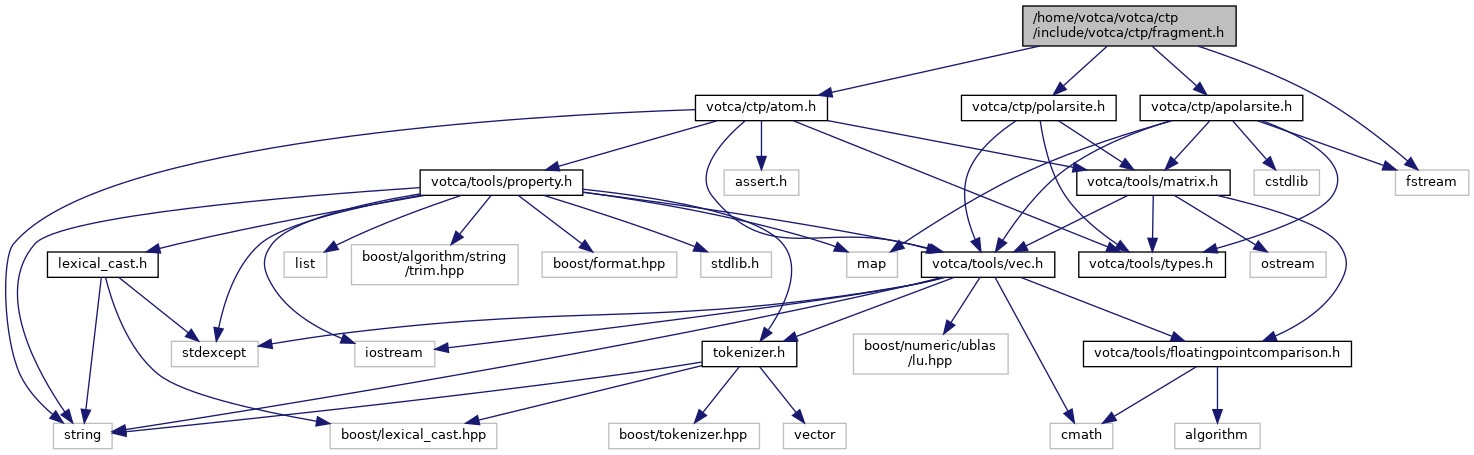 /home/votca/votca/ctp
/include/votca/ctp/fragment.h
votca/ctp/atom.h
votca/ctp/polarsite.h
votca/ctp/apolarsite.h
votca/tools/property.h
assert.h
votca/tools/matrix.h
cstdlib
fstream
lexical_cast.h
list
boost/algorithm/string
/trim.hpp
boost/format.hpp
stdlib.h
map
votca/tools/vec.h
votca/tools/types.h
ostream
stdexcept
iostream
tokenizer.h
boost/numeric/ublas
/lu.hpp
votca/tools/floatingpointcomparison.h
string
boost/lexical_cast.hpp
boost/tokenizer.hpp
vector
cmath
algorithm